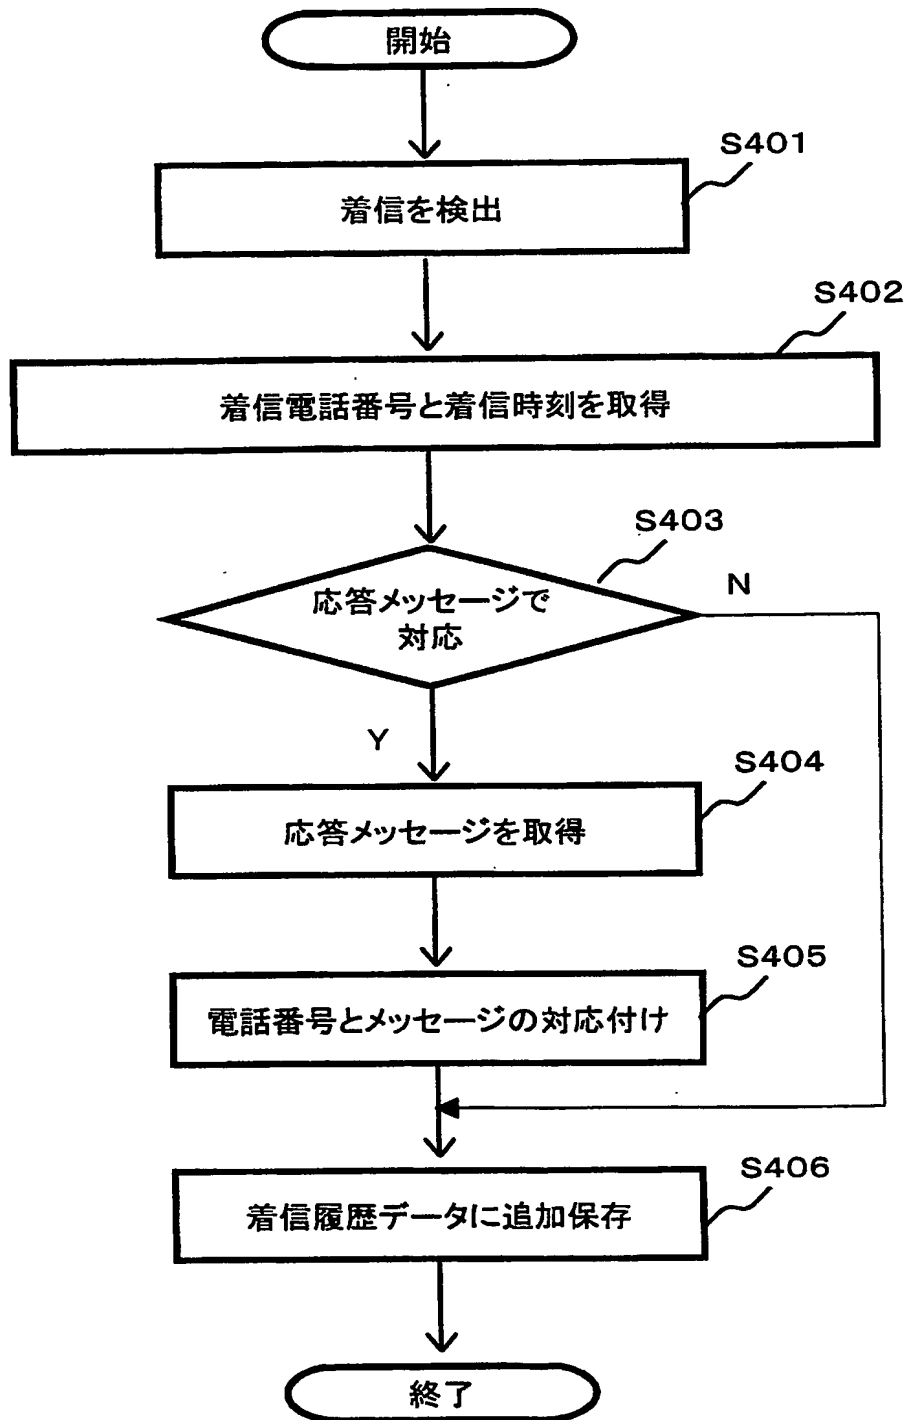 開始
S401
着信を検出
S402
着信電話番号と着信時刻を取得
S403
応答メッセージで
対応
N
Y
S404
応答メッセージを取得
S405
電話番号とメッセージの対応付け
S406
着信履歴データに追加保存
終了